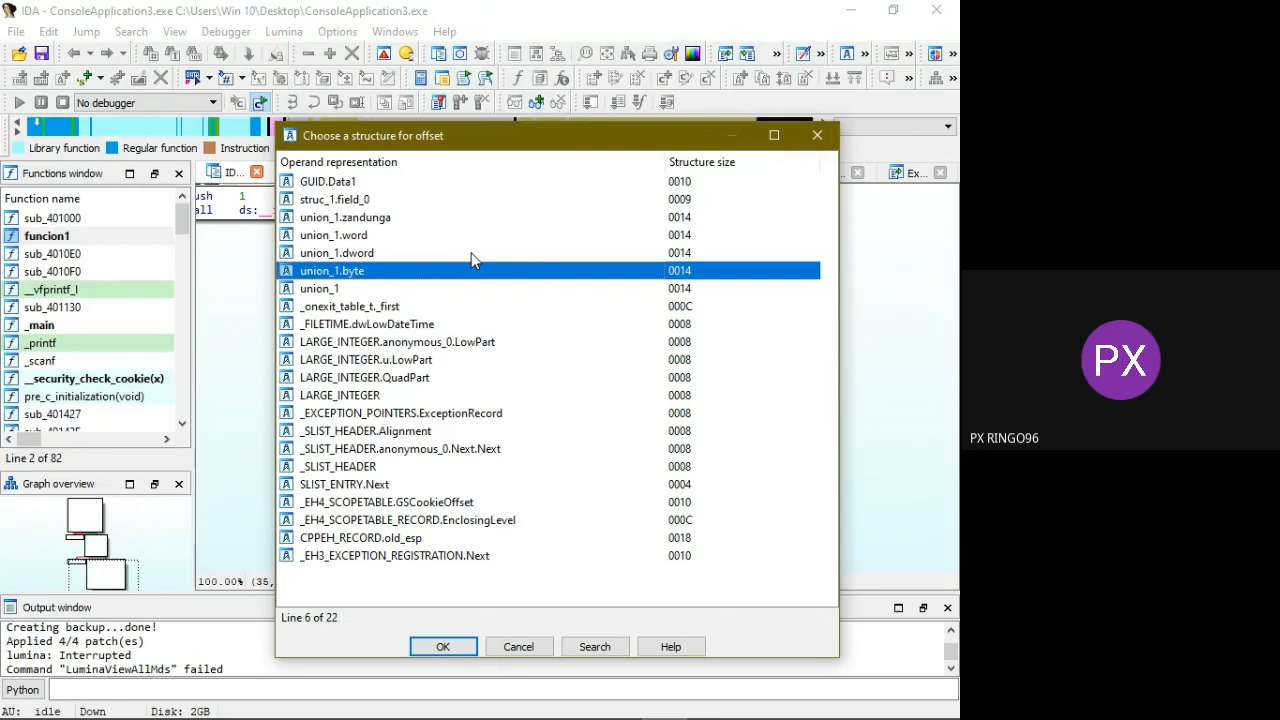 IDA - ConsoleApplication3.exe C:\Users\Win 10\Desktop\ConsoleApplication3.exe
File Edit Jump Search View Debugger Lumina Options Windows Help
No debugger
Library function Regular function Instruction
Choose a structure for offset
Functions window
ID...
Ex...
Function name
sub_401000
funcion1
sub_4010E0
sub_4010F0
__vfprintf_l
sub_401130
_main
_printf
_scanf
__security_check_cookie(x)
pre_c_initialization(void)
sub_401427
Line 2 of 82
Graph overview
ush 1
all ds:__
100.00% (35,
Operand representation Structure size
GUID.Data1 0010
struc_1.field_0 0009
union_1.zandunga 0014
union_1.word 0014
union_1.dword 0014
union_1.byte 0014
union_1 0014
_onexit_table_t._first 000C
_FILETIME.dwLowDateTime 0008
LARGE_INTEGER.anonymous_0.LowPart 0008
LARGE_INTEGER.u.LowPart 0008
LARGE_INTEGER.QuadPart 0008
LARGE_INTEGER 0008
_EXCEPTION_POINTERS.ExceptionRecord 0008
_SLIST_HEADER.Alignment 0008
_SLIST_HEADER.anonymous_0.Next.Next 0008
_SLIST_HEADER 0008
SLIST_ENTRY.Next 0004
_EH4_SCOPETABLE.GSCookieOffset 0010
_EH4_SCOPETABLE_RECORD.EnclosingLevel 000C
CPPEH_RECORD.old_esp 0018
_EH3_EXCEPTION_REGISTRATION.Next 0010
Line 6 of 22
OK Cancel Search Help
Output window
Creating backup...done!
Applied 4/4 patch(es)
lumina: Interrupted
Command "LuminaViewAllMds" failed
Python
AU: idle Down Disk: 2GB
PX
PX RINGO96